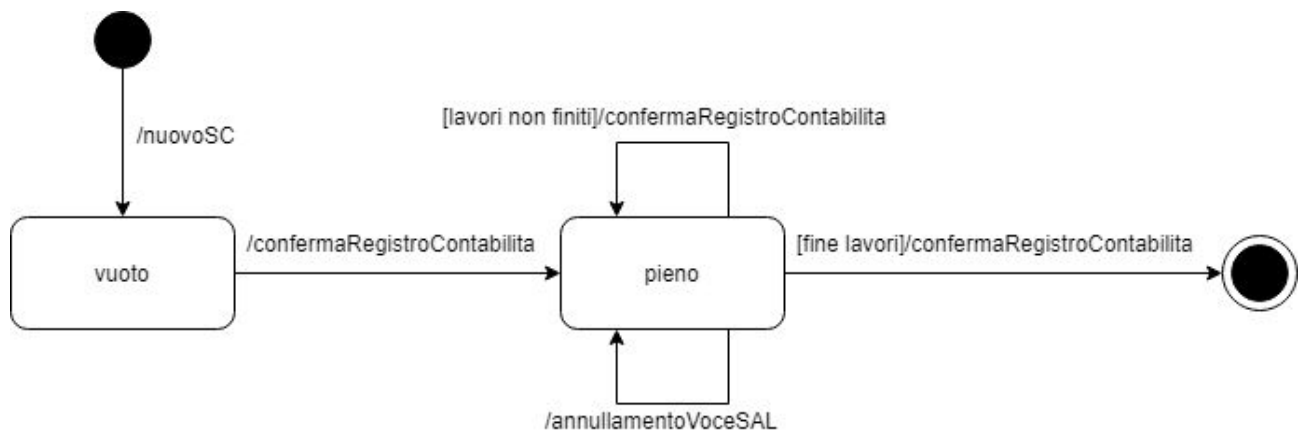 /nuovoSC
[lavori non finiti]/confermaRegistroContabilita
vuoto
/confermaRegistroContabilita
pieno
[fine lavori]/confermaRegistroContabilita
/annullamentoVoceSAL